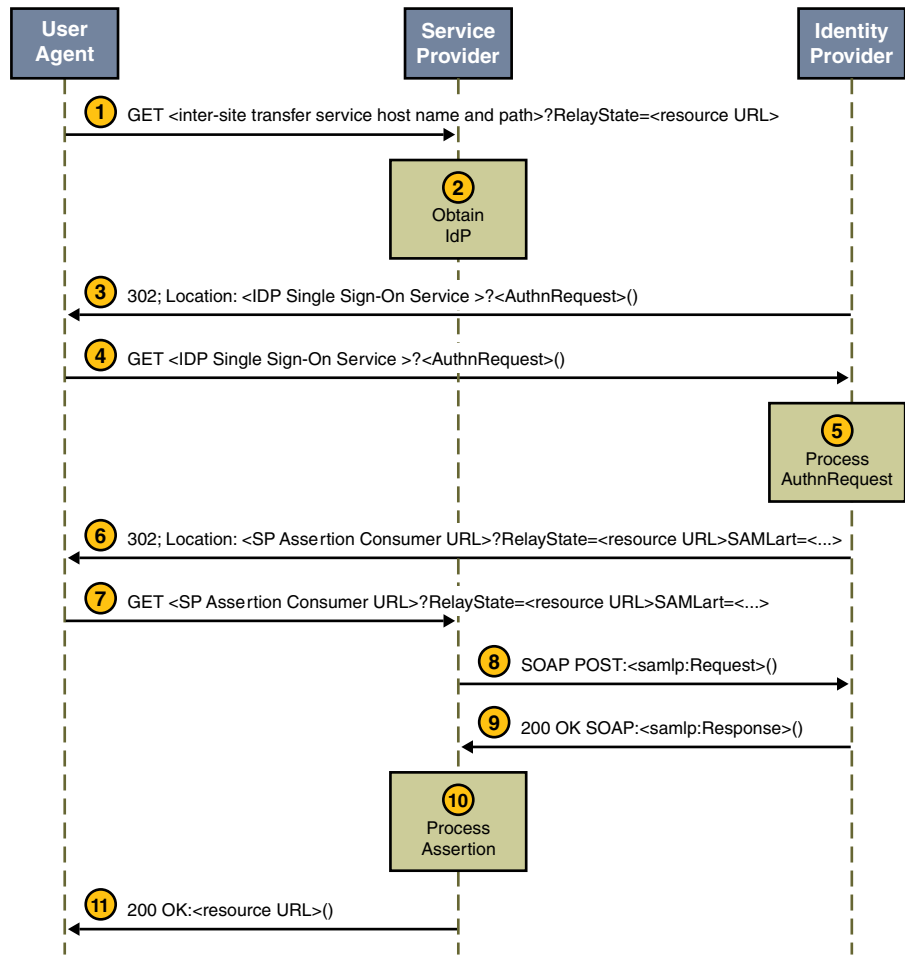 User
Agent
Service
Provider
Identity
Provider
1 GET <inter-site transfer service host name and path>?RelayState=<resource URL>
2
Obtain
IdP
3 302; Location: <IDP Single Sign-On Service >?<AuthnRequest>()
4 GET <IDP Single Sign-On Service >?<AuthnRequest>()
5
Process
AuthnRequest
6 302; Location: <SP Assertion Consumer URL>?RelayState=<resource URL>SAMLart=<...>
7 GET <SP Assertion Consumer URL>?RelayState=<resource URL>SAMLart=<...>
8 SOAP POST:<samlp:Request>()
9 200 OK SOAP:<samlp:Response>()
10
Process
Assertion
11 200 OK:<resource URL>()